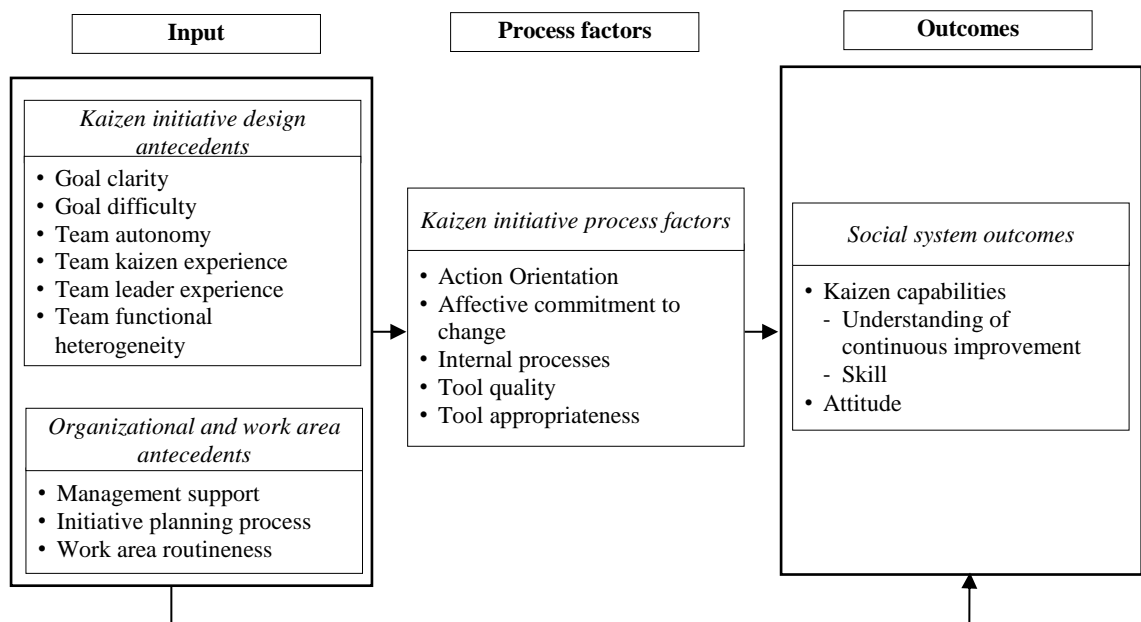 Input
Process factors
Outcomes
Kaizen initiative design
antecedents
• Goal clarity
• Goal difficulty
• Team autonomy
• Team kaizen experience
• Team leader experience
• Team functional
heterogeneity
Organizational and work area
antecedents
• Management support
• Initiative planning process
• Work area routineness
Kaizen initiative process factors
• Action Orientation
• Affective commitment to
change
• Internal processes
• Tool quality
• Tool appropriateness
Social system outcomes
• Kaizen capabilities
- Understanding of
continuous improvement
- Skill
• Attitude